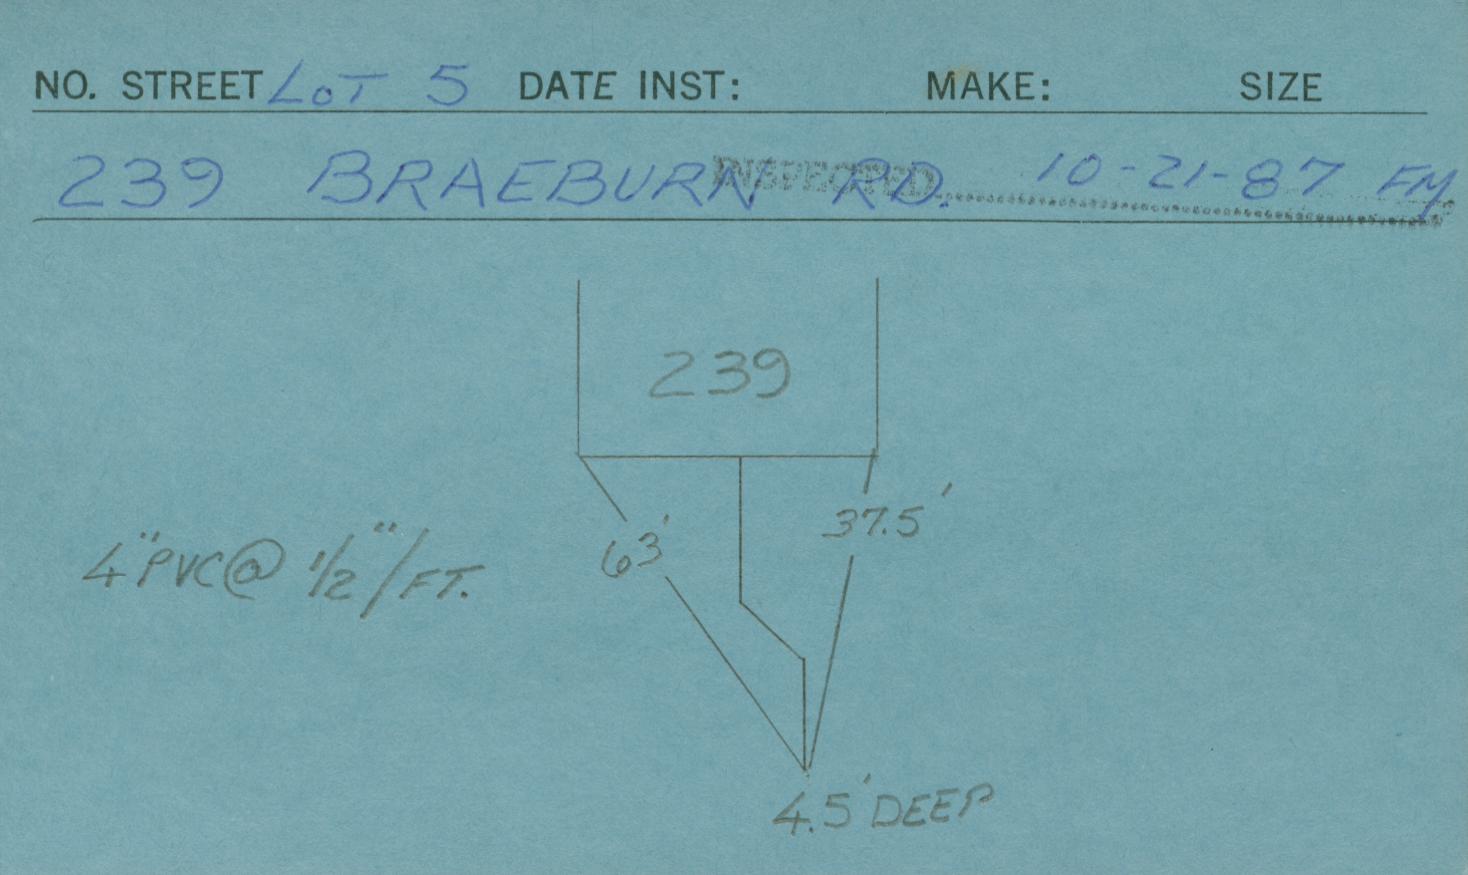 NO. STREET LOT 5 DATE INST: MAKE: SIZE
239 BRAEBURN RD. INSPECTED 10-21-87 FM
239
63' 37.5'
4" PVC @ 1/2"/FT.
4.5' DEEP